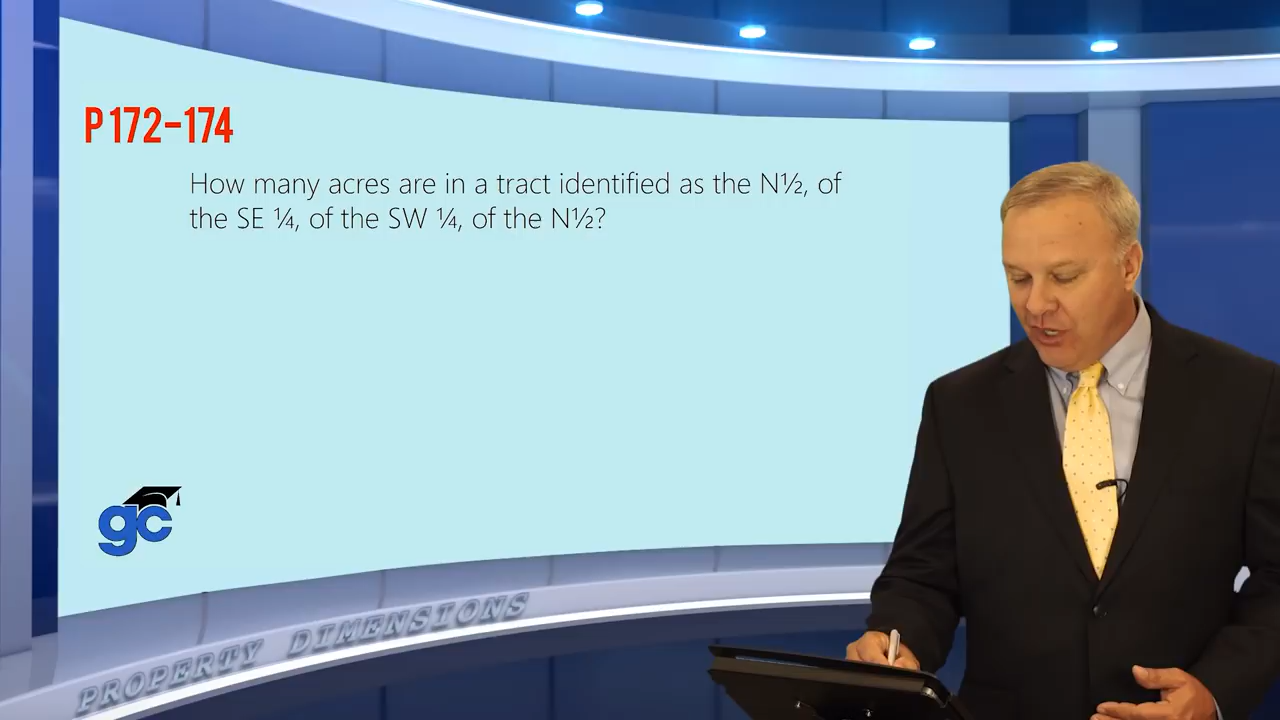 P 172-174
How many acres are in a tract identified as the N½, of
the SE ¼, of the SW ¼, of the N½?
gc
PROPERTY DIMENSIONS